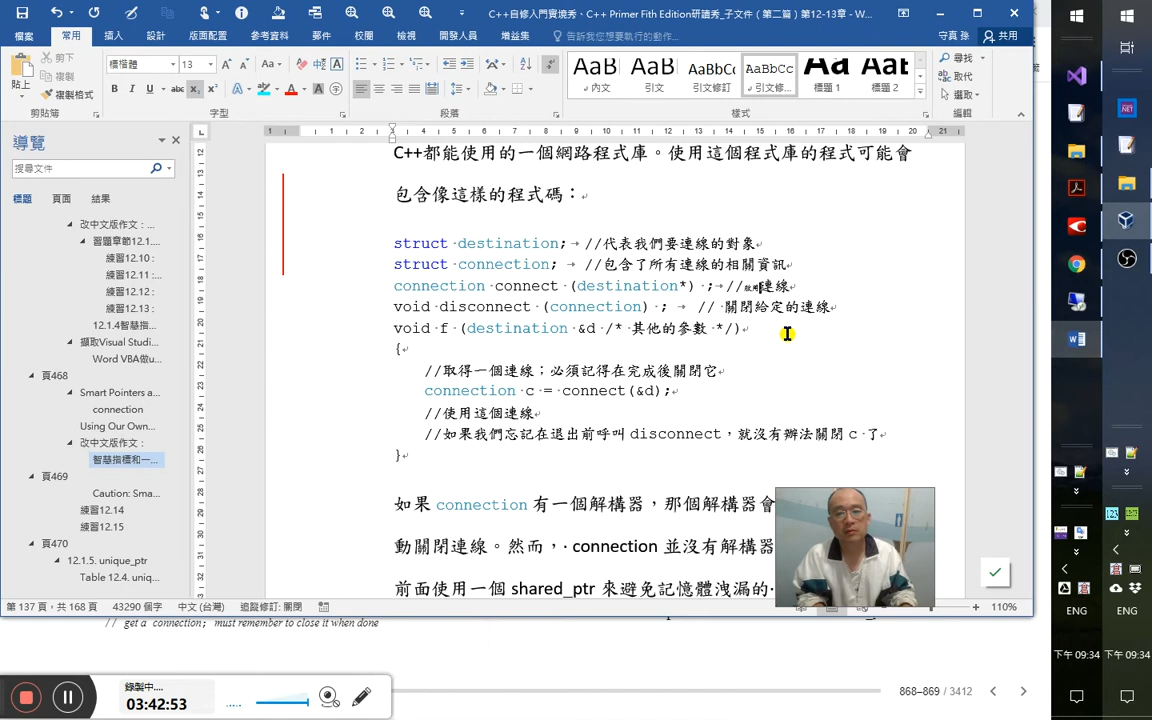 C++自修入門實境秀、C++ Primer Fith Edition研讀秀_子文件（第二篇）第12-13章 - W...
檔案 常用 插入 設計 版面配置 參考資料 郵件 校閱 檢視 開發人員 增益集 告訴我您想要執行的動作... 守真 孫 共用
貼上 剪下 複製 複製格式 剪貼簿
標楷體 13 字型 段落
AaBbC AaBbC AaBbCc AaBbCc AaB AaBb
內文 引文 引文修訂 引文修... 標題 1 標題 2 樣式
尋找 取代 選取 編輯
導覽
搜尋文件
標題 頁面 結果
改中文版作文：...
習題章節12.1....
練習12.10：
練習12.11：...
練習12.12：
練習12.13：
12.1.4智慧指...
擷取Visual Studi...
Word VBA做u...
頁468
Smart Pointers a...
connection
Using Our Own...
改中文版作文：
智慧指標和一...
頁469
Caution: Sma...
練習12.14
練習12.15
頁470
12.1.5. unique_ptr
Table 12.4. uniq...
C++都能使用的一個網路程式庫。使用這個程式庫的程式可能會
包含像這樣的程式碼：
struct destination; //代表我們要連線的對象
struct connection; //包含了所有連線的相關資訊
connection connect (destination*) ; //啟用連線
void disconnect (connection) ; // 關閉給定的連線
void f (destination &d /* 其他的參數 */)
{
//取得一個連線；必須記得在完成後關閉它
connection c = connect(&d);
//使用這個連線
//如果我們忘記在退出前呼叫 disconnect，就沒有辦法關閉 c 了
}
如果 connection 有一個解構器，那個解構器會
動關閉連線。然而， connection 並沒有解構器
前面使用一個 shared_ptr 來避免記憶體洩漏的
第 137 頁，共 168 頁 43290 個字 中文 (台灣) 追蹤修訂: 關閉 110%
// get a connection; must remember to close it when done
錄製中....
03:42:53
868–869 / 3412
ENG ENG
下午 09:34 下午 09:34